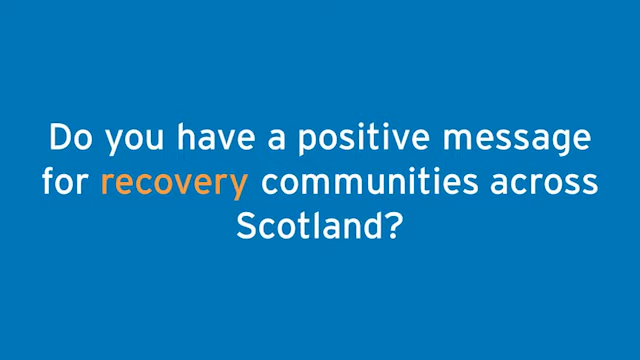 Do you have a positive message
for recovery communities across
Scotland?